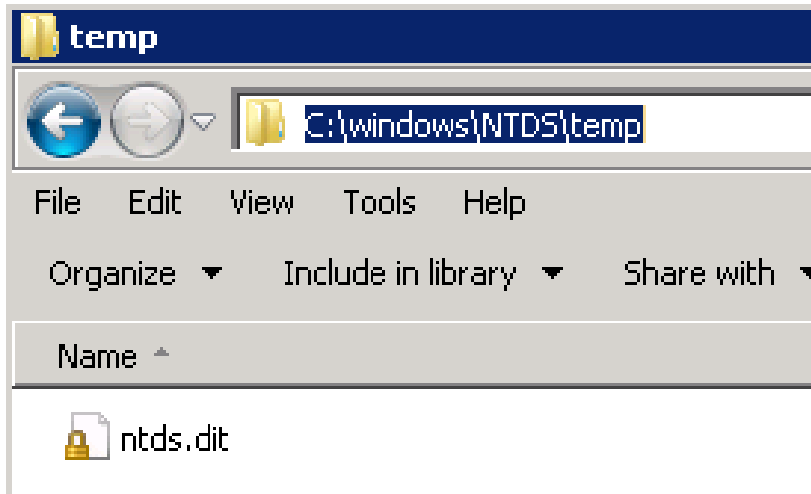 temp
C:\windows\NTDS\temp
File Edit View Tools Help
Organize Include in library Share with
Name
ntds.dit